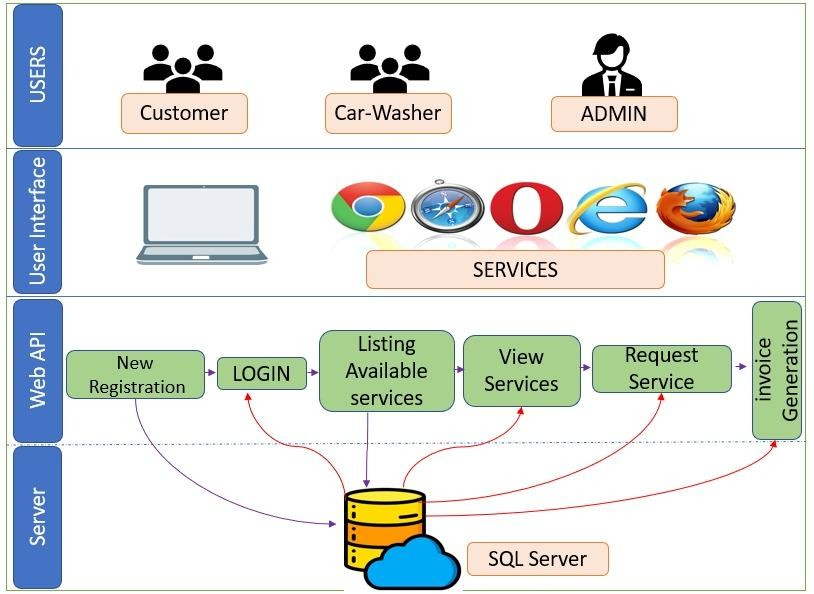 USERS
Customer
Car-Washer
ADMIN
User Interface
SERVICES
Web API
New
Registration
LOGIN
Listing
Available
services
View
Services
Request
Service
invoice
Generation
Server
SQL Server